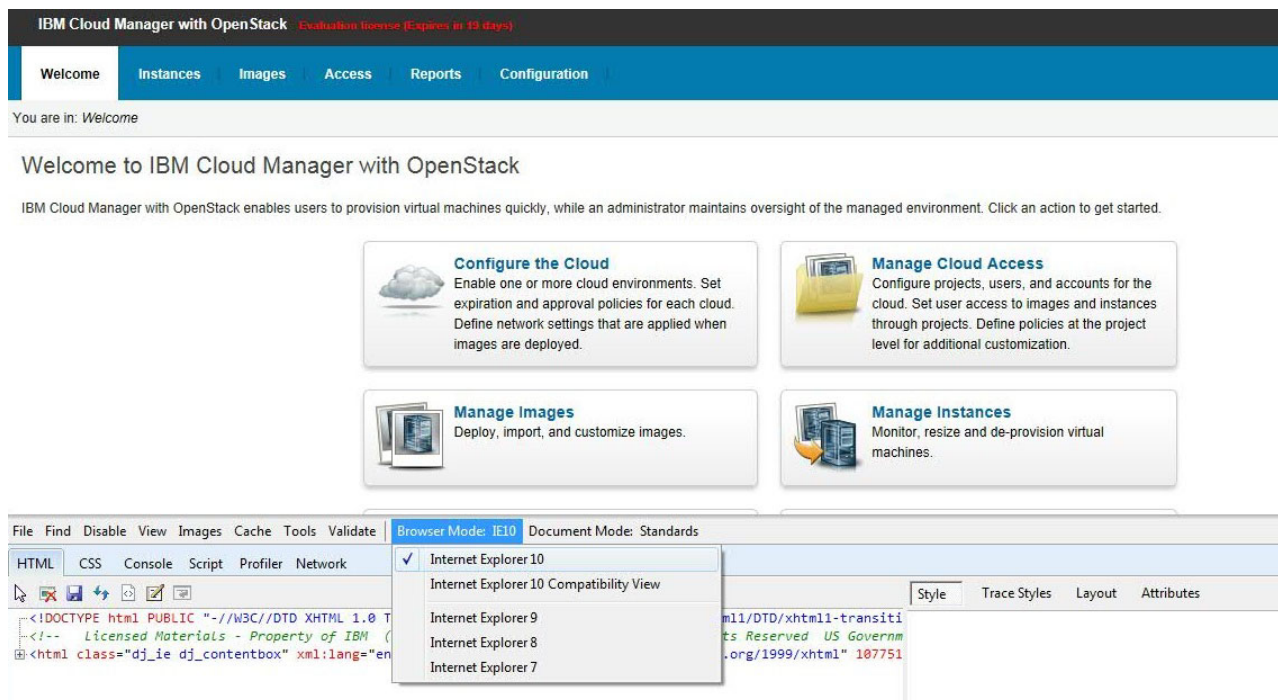 IBM Cloud Manager with OpenStack Evaluation license (Expires in 19 days)
Welcome Instances Images Access Reports Configuration
You are in: Welcome
Welcome to IBM Cloud Manager with OpenStack
IBM Cloud Manager with OpenStack enables users to provision virtual machines quickly, while an administrator maintains oversight of the managed environment. Click an action to get started.
Configure the Cloud
Enable one or more cloud environments. Set
expiration and approval policies for each cloud.
Define network settings that are applied when
images are deployed.
Manage Cloud Access
Configure projects, users, and accounts for the
cloud. Set user access to images and instances
through projects. Define policies at the project
level for additional customization.
Manage Images
Deploy, import, and customize images.
Manage Instances
Monitor, resize and de-provision virtual
machines.
File Find Disable View Images Cache Tools Validate Browser Mode: IE10 Document Mode: Standards
HTML CSS Console Script Profiler Network
Internet Explorer 10
Internet Explorer 10 Compatibility View
Internet Explorer 9
Internet Explorer 8
Internet Explorer 7
Style Trace Styles Layout Attributes
<!DOCTYPE html PUBLIC "-//W3C//DTD XHTML 1.0 T ml1/DTD/xhtml1-transiti
<!-- Licensed Materials - Property of IBM ( ts Reserved US Governm
<html class="dj_ie dj_contentbox" xml:lang="en .org/1999/xhtml" 107751